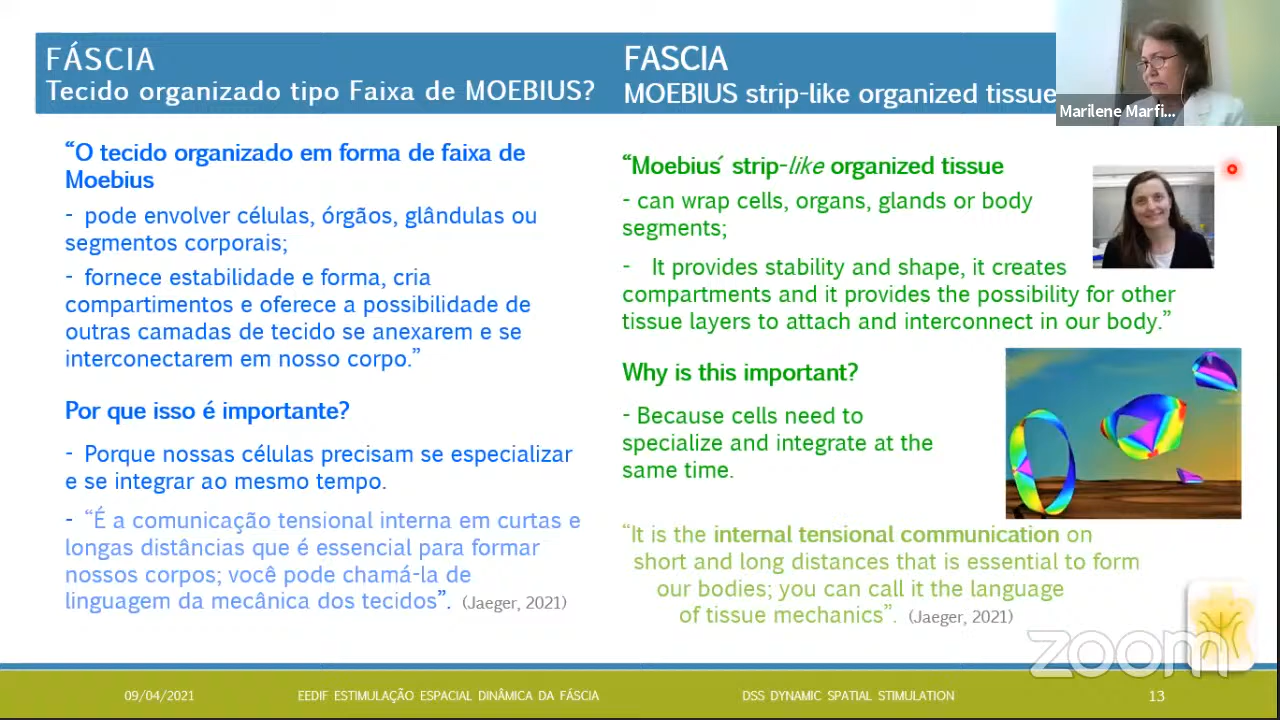 FÁSCIA
Tecido organizado tipo Faixa de MOEBIUS?
FASCIA
MOEBIUS strip-like organized tissue
Marilene Marfi...
“O tecido organizado em forma de faixa de
Moebius
- pode envolver células, órgãos, glândulas ou
segmentos corporais;
- fornece estabilidade e forma, cria
compartimentos e oferece a possibilidade de
outras camadas de tecido se anexarem e se
interconectarem em nosso corpo.”
Por que isso é importante?
- Porque nossas células precisam se especializar
e se integrar ao mesmo tempo.
- “É a comunicação tensional interna em curtas e
longas distâncias que é essencial para formar
nossos corpos; você pode chamá-la de
linguagem da mecânica dos tecidos”. (Jaeger, 2021)
“Moebius´ strip-like organized tissue
- can wrap cells, organs, glands or body
segments;
- It provides stability and shape, it creates
compartments and it provides the possibility for other
tissue layers to attach and interconnect in our body.”
Why is this important?
- Because cells need to
specialize and integrate at the
same time.
“It is the internal tensional communication on
short and long distances that is essential to form
our bodies; you can call it the language
of tissue mechanics”. (Jaeger, 2021)
zoom
09/04/2021
EEDIF ESTIMULAÇÃO ESPACIAL DINÂMICA DA FÁSCIA
DSS DYNAMIC SPATIAL STIMULATION
13